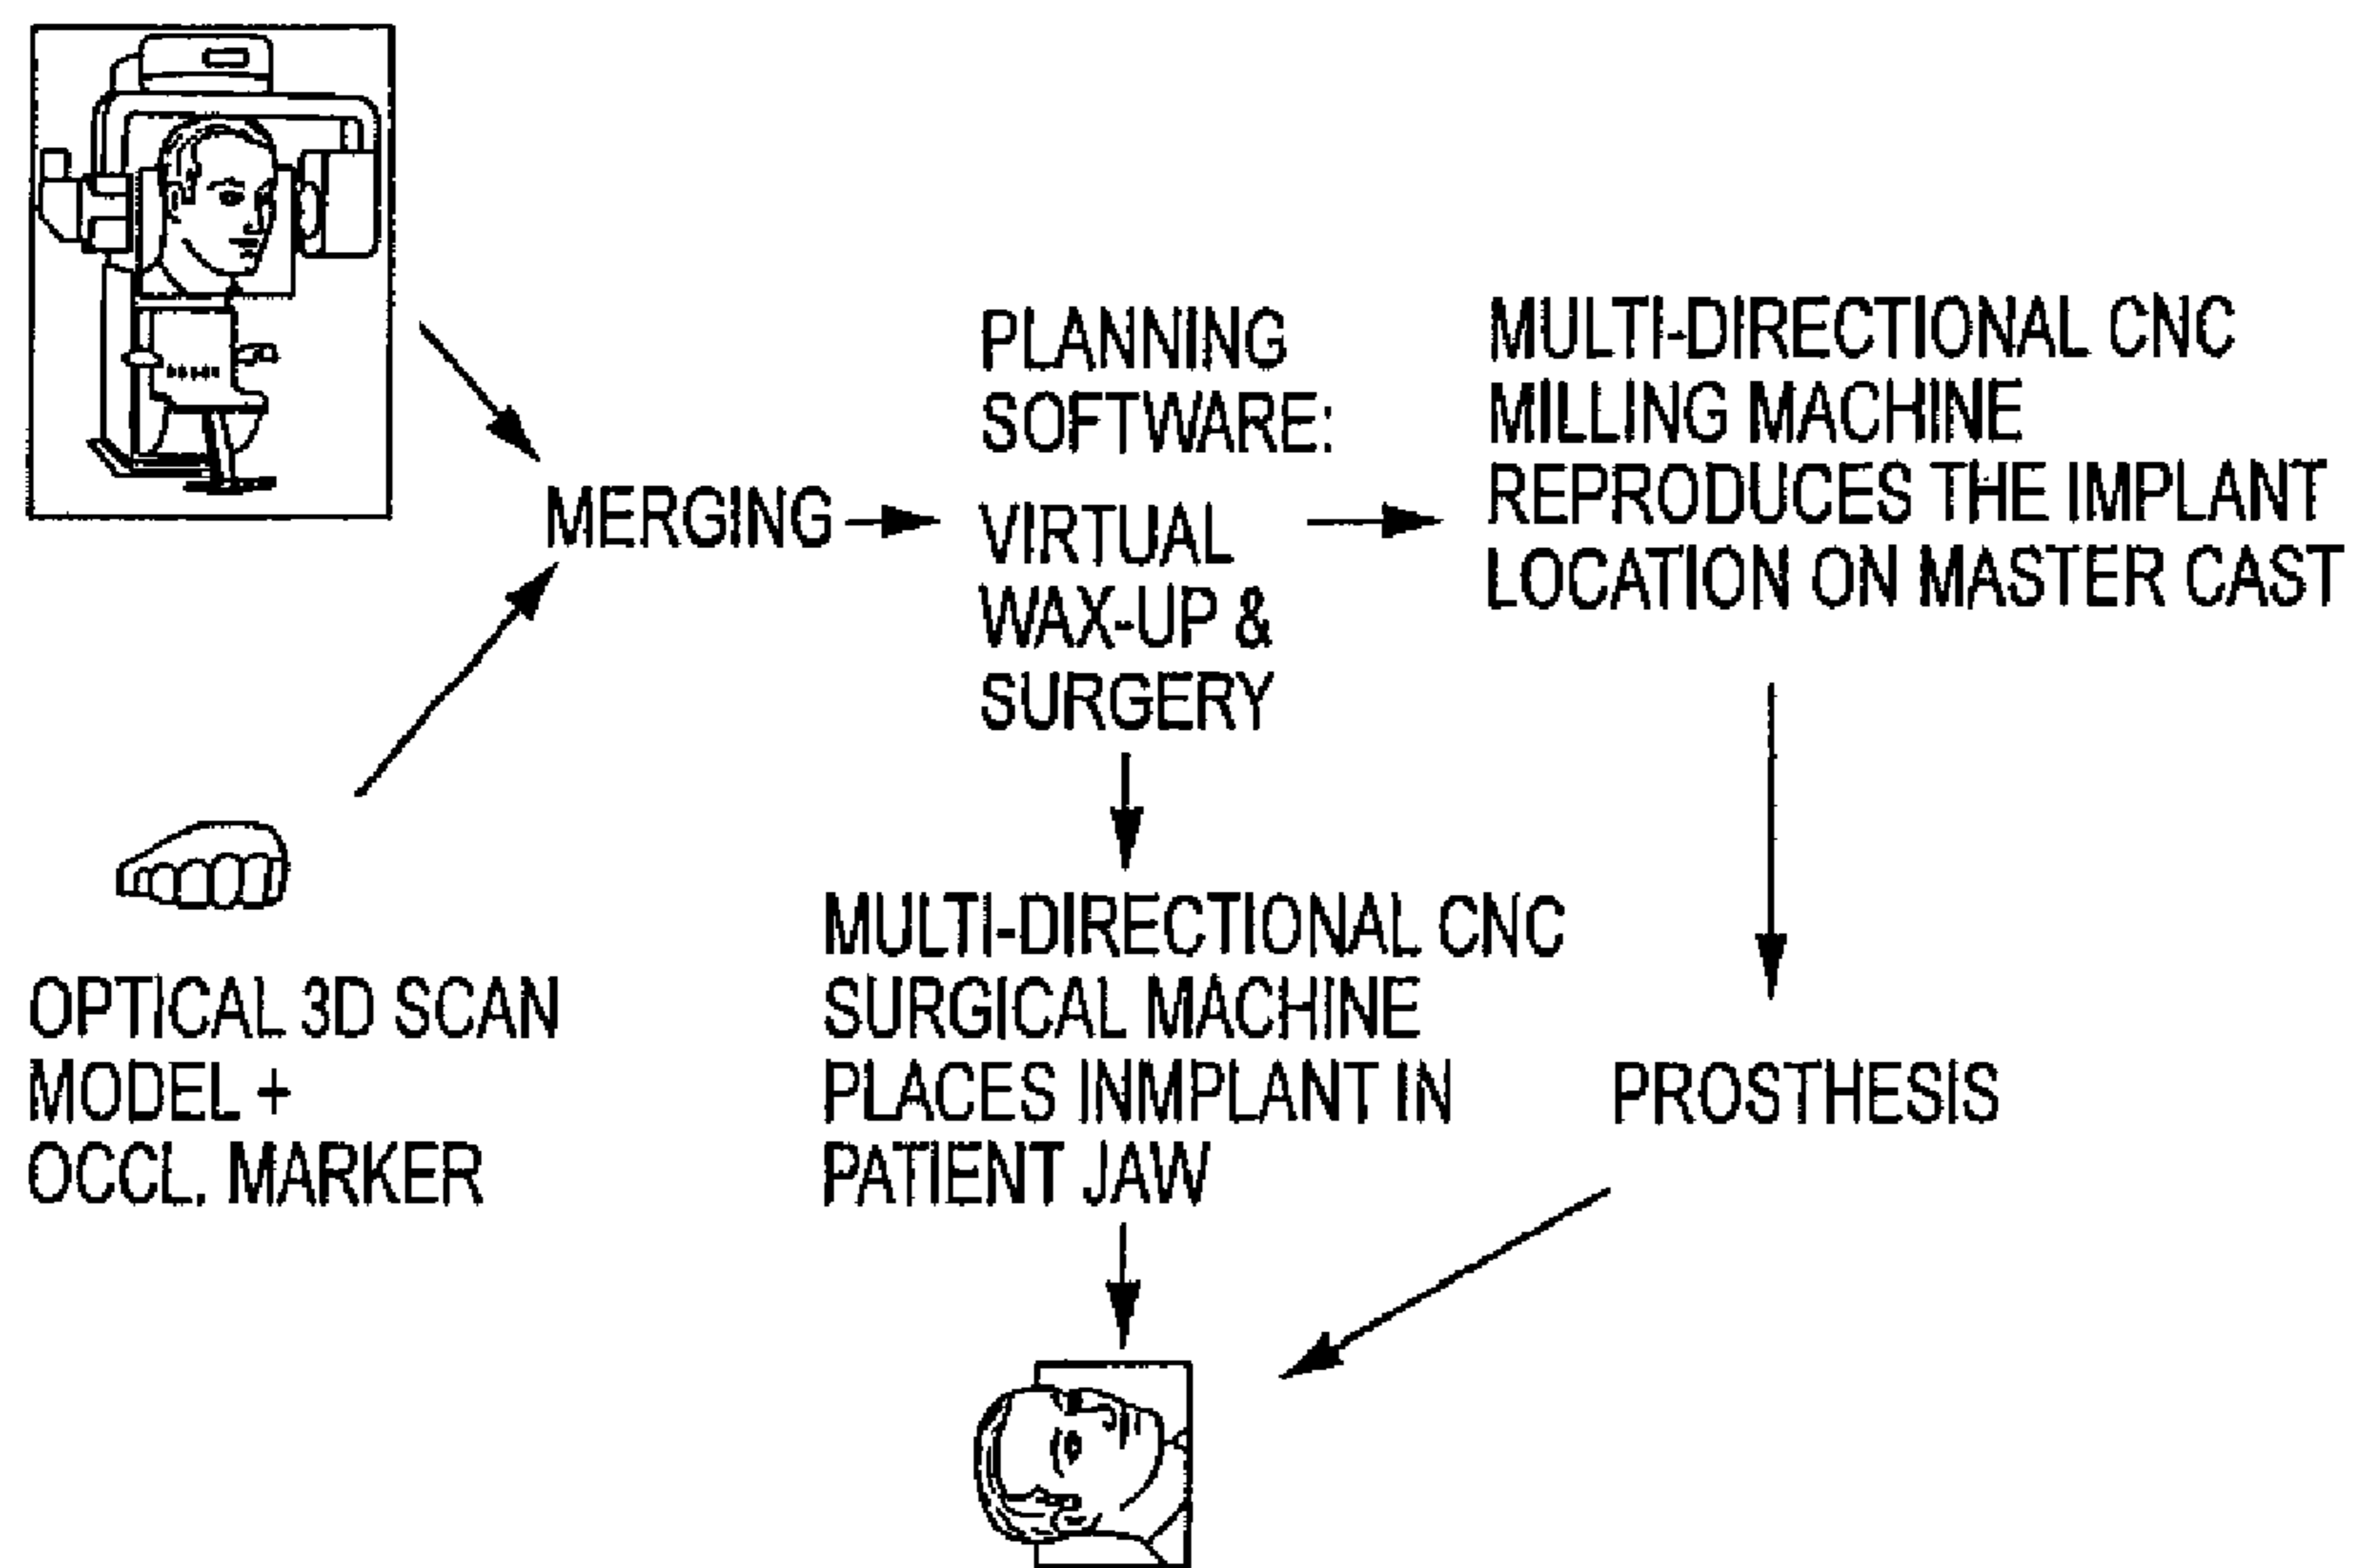 MERGING
PLANNING
SOFTWARE:
VIRTUAL
WAX-UP &
SURGERY
MULTI-DIRECTIONAL CNC
MILLING MACHINE
REPRODUCES THE IMPLANT
LOCATION ON MASTER CAST
OPTICAL 3D SCAN
MODEL +
OCCL. MARKER
MULTI-DIRECTIONAL CNC
SURGICAL MACHINE
PLACES INMPLANT IN
PATIENT JAW
PROSTHESIS